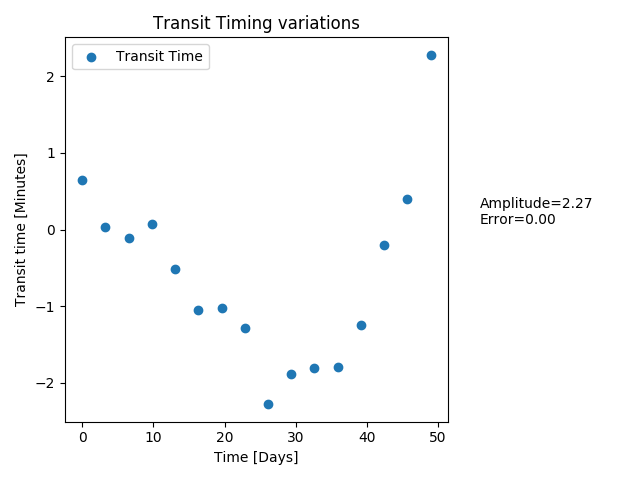 Transit Timing variations
Transit Time
Transit time [Minutes]
2
1
0
−1
−2
0 10 20 30 40 50
Time [Days]
Amplitude=2.27
Error=0.00